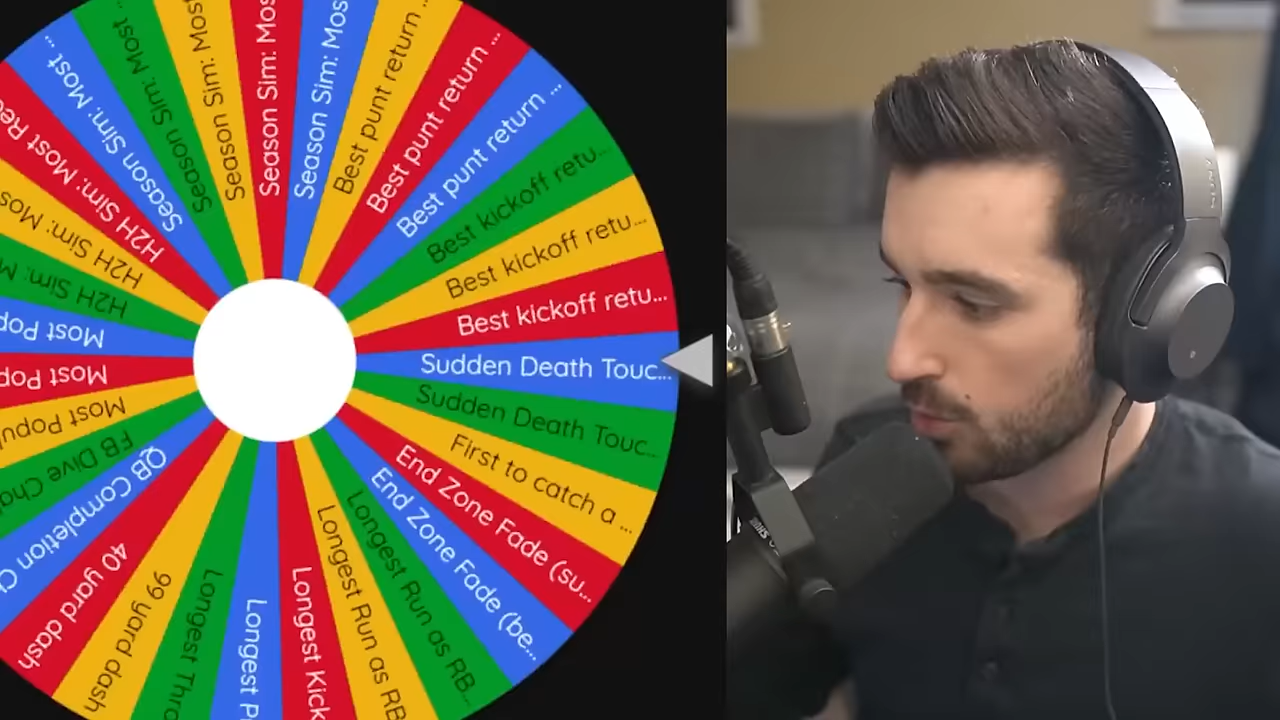 Season Sim: Most ...
Season Sim: Most
Season Sim: Mos
Season Sim: Mos
Best punt return ...
Best punt return ...
Best punt return ...
Best kickoff retu...
Best kickoff retu...
Best kickoff retu...
Sudden Death Touc...
Sudden Death Touc...
First to catch a ...
End Zone Fade (su...
End Zone Fade (be...
Longest Run as RB...
Longest Run as RB
Longest Kick
Longest P
Longest Thro
99 yard dash
40 yard dash
QB Completion C
FB Dive Cha
Most Popu
Most Pop
Most Pop
H2H Sim: M
H2H Sim: Mos
H2H Sim: Most Rec
Season Sim: Most ...
SONY